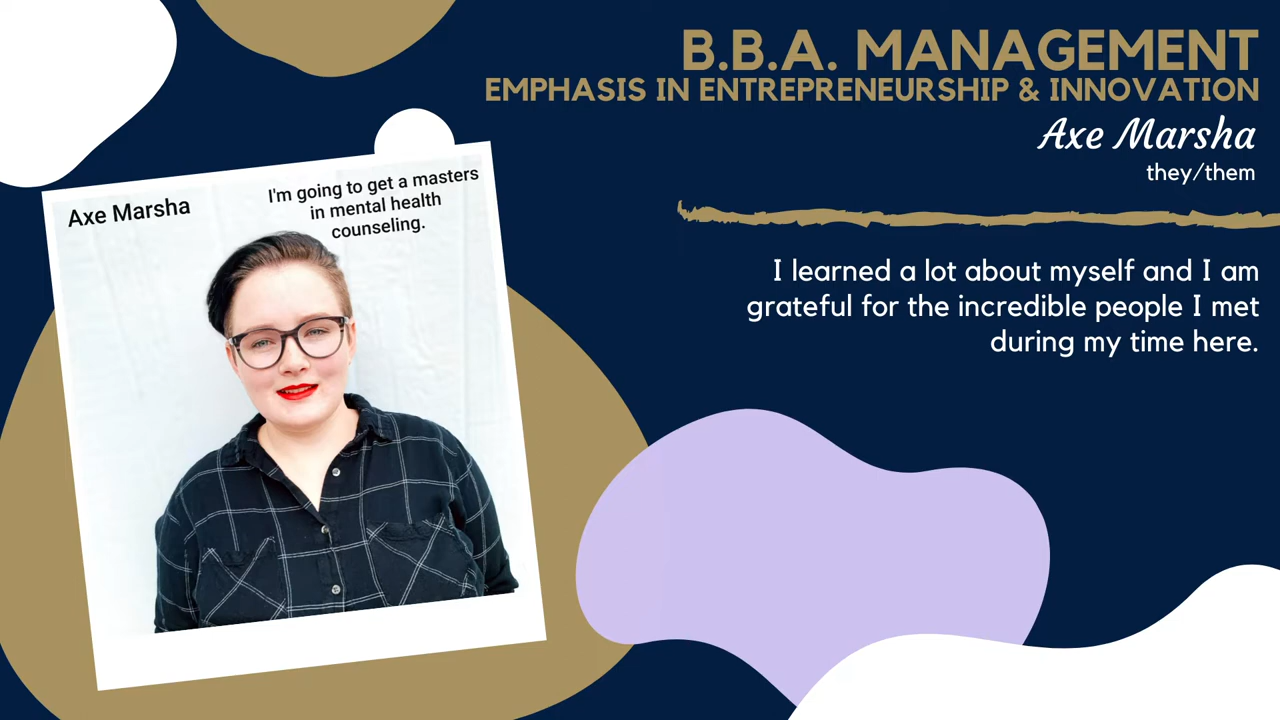 B.B.A. MANAGEMENT
EMPHASIS IN ENTREPRENEURSHIP & INNOVATION
Axe Marsha
they/them
Axe Marsha
I'm going to get a masters
in mental health
counseling.
I learned a lot about myself and I am
grateful for the incredible people I met
during my time here.